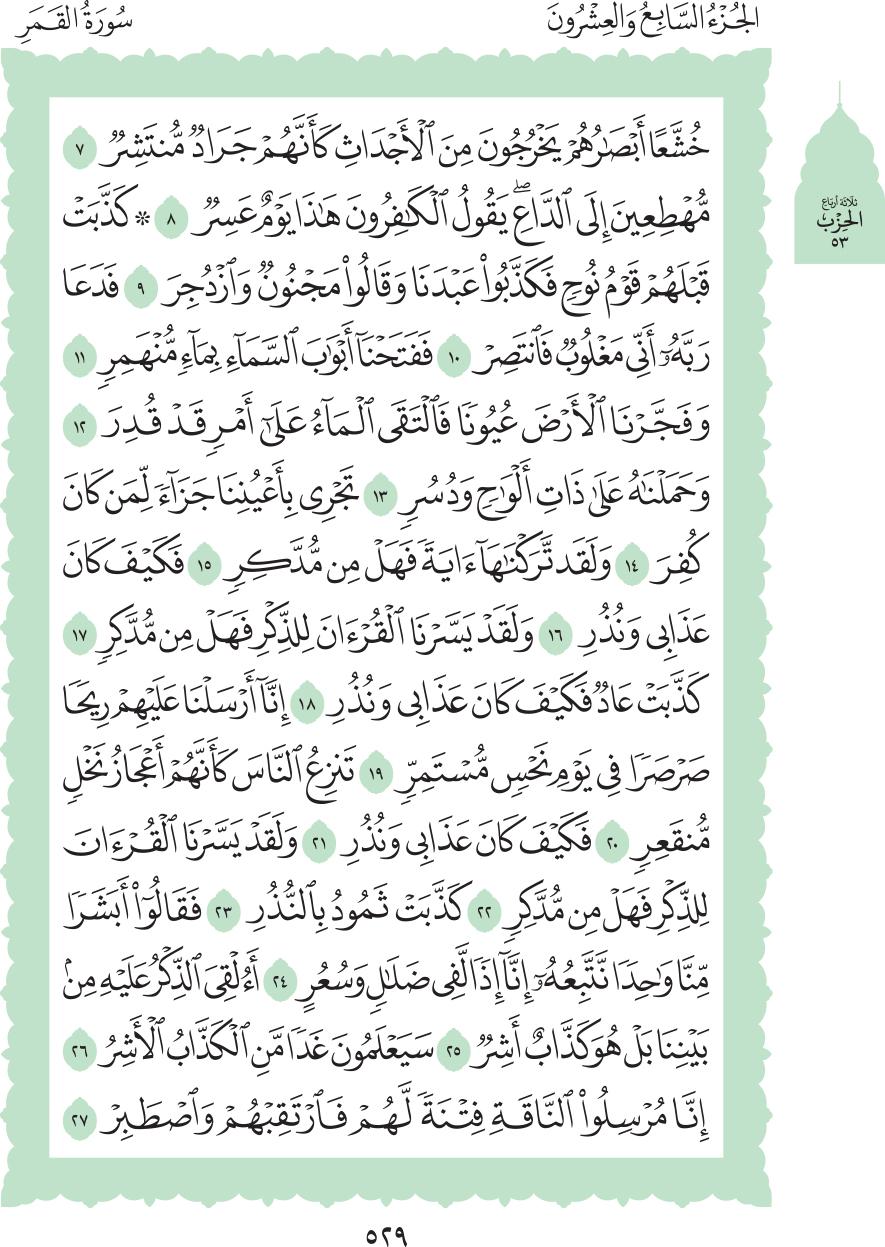 الجُزْءُ السَّابِعُ وَالعِشْرُونَ
سُورَةُ القَمَرِ
ثلاثة أرباع
الحِزْب
٥٣
خُشَّعًا أَبْصَٰرُهُمْ يَخْرُجُونَ مِنَ ٱلْأَجْدَاثِ كَأَنَّهُمْ جَرَادٌ مُّنتَشِرٌ ٧
مُّهْطِعِينَ إِلَى ٱلدَّاعِۖ يَقُولُ ٱلْكَٰفِرُونَ هَٰذَا يَوْمٌ عَسِرٌ ٨ ۞ كَذَّبَتْ
قَبْلَهُمْ قَوْمُ نُوحٍ فَكَذَّبُوا۟ عَبْدَنَا وَقَالُوا۟ مَجْنُونٌ وَٱزْدُجِرَ ٩ فَدَعَا
رَبَّهُۥٓ أَنِّى مَغْلُوبٌ فَٱنتَصِرْ ١٠ فَفَتَحْنَآ أَبْوَٰبَ ٱلسَّمَآءِ بِمَآءٍ مُّنْهَمِرٍ ١١
وَفَجَّرْنَا ٱلْأَرْضَ عُيُونًا فَٱلْتَقَى ٱلْمَآءُ عَلَىٰٓ أَمْرٍ قَدْ قُدِرَ ١٢
وَحَمَلْنَٰهُ عَلَىٰ ذَاتِ أَلْوَٰحٍ وَدُسُرٍ ١٣ تَجْرِى بِأَعْيُنِنَا جَزَآءً لِّمَن كَانَ
كُفِرَ ١٤ وَلَقَد تَّرَكْنَٰهَآ ءَايَةً فَهَلْ مِن مُّدَّكِرٍ ١٥ فَكَيْفَ كَانَ
عَذَابِى وَنُذُرِ ١٦ وَلَقَدْ يَسَّرْنَا ٱلْقُرْءَانَ لِلذِّكْرِ فَهَلْ مِن مُّدَّكِرٍ ١٧
كَذَّبَتْ عَادٌ فَكَيْفَ كَانَ عَذَابِى وَنُذُرِ ١٨ إِنَّآ أَرْسَلْنَا عَلَيْهِمْ رِيحًا
صَرْصَرًا فِى يَوْمِ نَحْسٍ مُّسْتَمِرٍّ ١٩ تَنزِعُ ٱلنَّاسَ كَأَنَّهُمْ أَعْجَازُ نَخْلٍ
مُّنقَعِرٍ ٢٠ فَكَيْفَ كَانَ عَذَابِى وَنُذُرِ ٢١ وَلَقَدْ يَسَّرْنَا ٱلْقُرْءَانَ
لِلذِّكْرِ فَهَلْ مِن مُّدَّكِرٍ ٢٢ كَذَّبَتْ ثَمُودُ بِٱلنُّذُرِ ٢٣ فَقَالُوٓا۟ أَبَشَرًا
مِّنَّا وَٰحِدًا نَّتَّبِعُهُۥٓ إِنَّآ إِذًا لَّفِى ضَلَٰلٍ وَسُعُرٍ ٢٤ أَءُلْقِىَ ٱلذِّكْرُ عَلَيْهِ مِنۢ
بَيْنِنَا بَلْ هُوَ كَذَّابٌ أَشِرٌ ٢٥ سَيَعْلَمُونَ غَدًا مَّنِ ٱلْكَذَّابُ ٱلْأَشِرُ ٢٦
إِنَّا مُرْسِلُوا۟ ٱلنَّاقَةِ فِتْنَةً لَّهُمْ فَٱرْتَقِبْهُمْ وَٱصْطَبِرْ ٢٧
٥٢٩